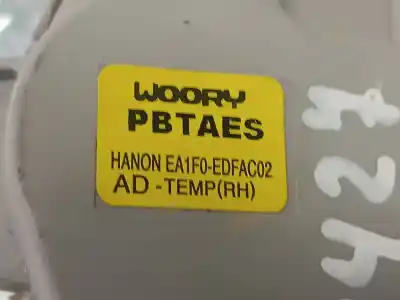 WOORY
PBTAES
HANON EA1F0-EDFAC02
AD -TEMP(RH)